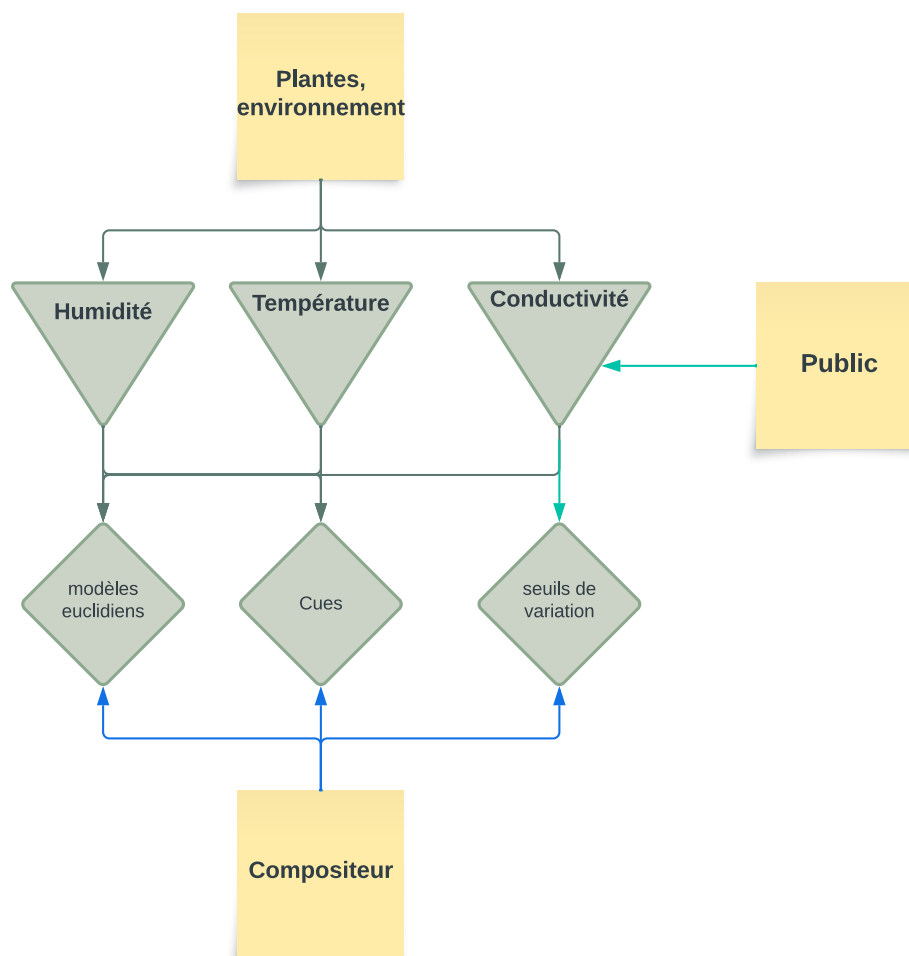 Plantes,
environnement
Humidité
Température
Conductivité
Public
modèles
euclidiens
Cues
seuils de
variation
Compositeur